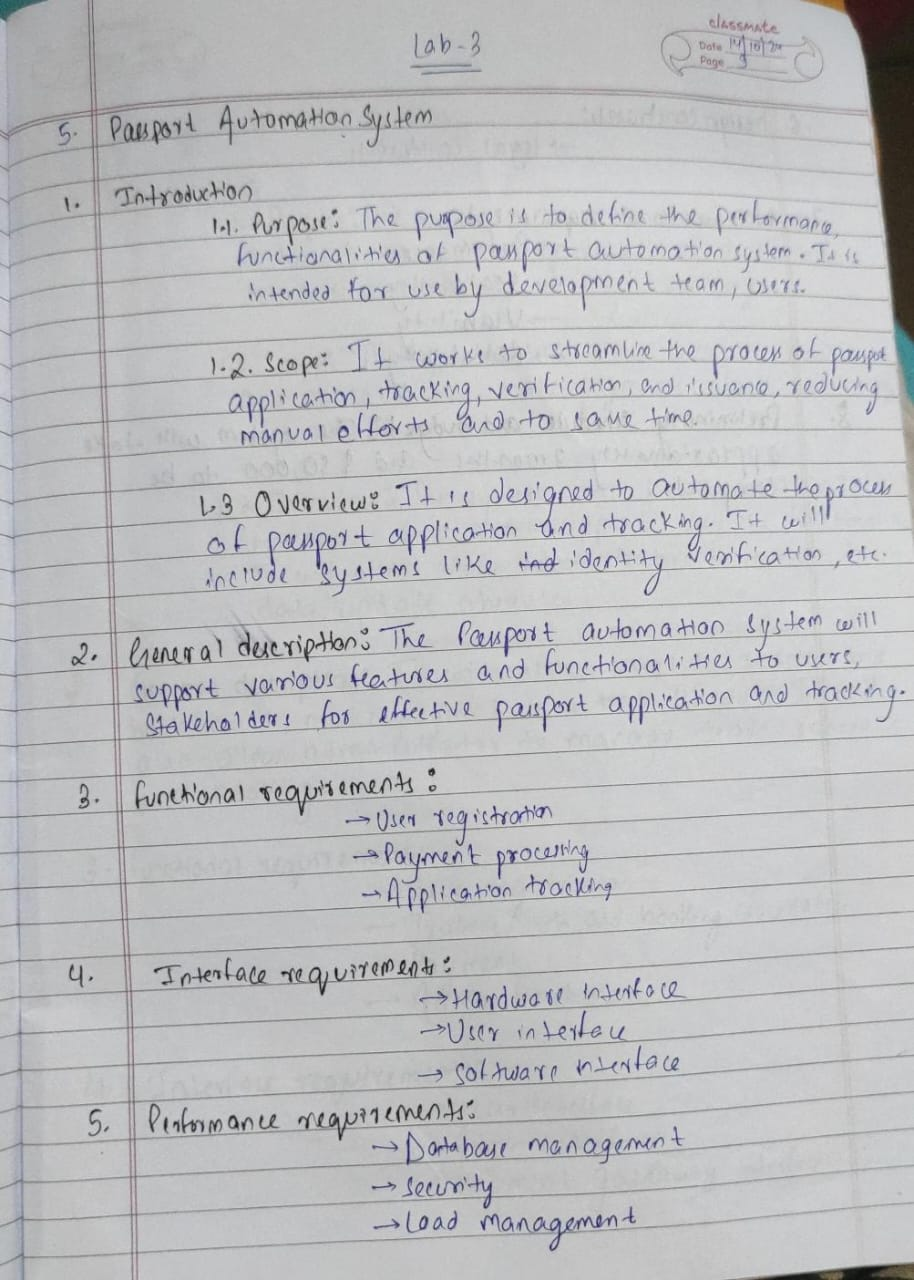 Lab-3
classmate
Date 14/10/24
Page 9
5. Passport Automation System
1. Introduction
1.1. Purpose: The purpose is to define the performance,
functionalities of passport automation system. It is
intended for use by development team, users.
1.2. Scope: It works to streamline the process of passport
application, tracking, verification, and issuance, reducing
manual efforts and to save time.
1.3 Overview: It is designed to automate the process
of passport application and tracking. It will
include systems like identity verification, etc.
2. General description: The Passport automation system will
support various features and functionalities to users,
stakeholders for effective passport application and tracking.
3. functional requirements:
→ User registration
→ Payment processing
→ Application tracking
4. Interface requirements:
→ Hardware interface
→ User interface
→ Software interface
5. Performance requirements:
→ Database management
→ Security
→ Load management